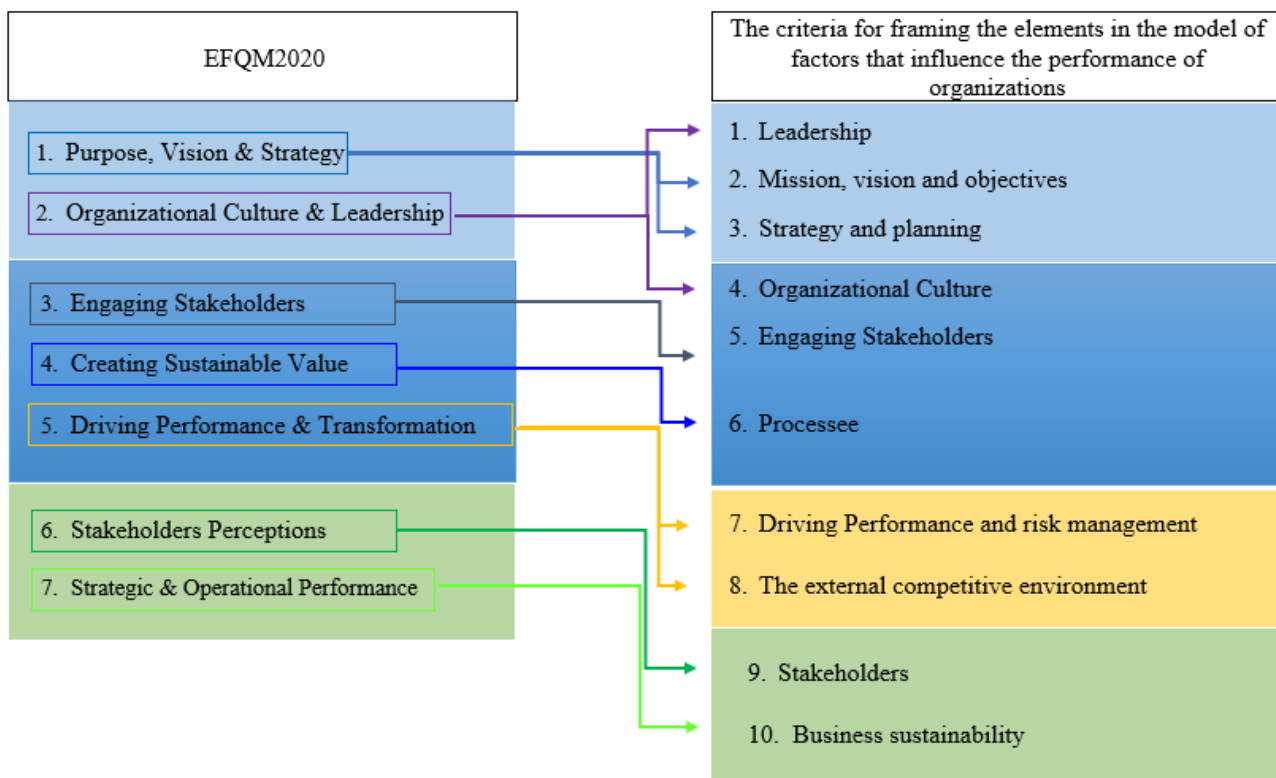 EFQM2020
1. Purpose, Vision & Strategy
2. Organizational Culture & Leadership
3. Engaging Stakeholders
4. Creating Sustainable Value
5. Driving Performance & Transformation
6. Stakeholders Perceptions
7. Strategic & Operational Performance
The criteria for framing the elements in the model of
factors that influence the performance of
organizations
1. Leadership
2. Mission, vision and objectives
3. Strategy and planning
4. Organizational Culture
5. Engaging Stakeholders
6. Processee
7. Driving Performance and risk management
8. The external competitive environment
9. Stakeholders
10. Business sustainability